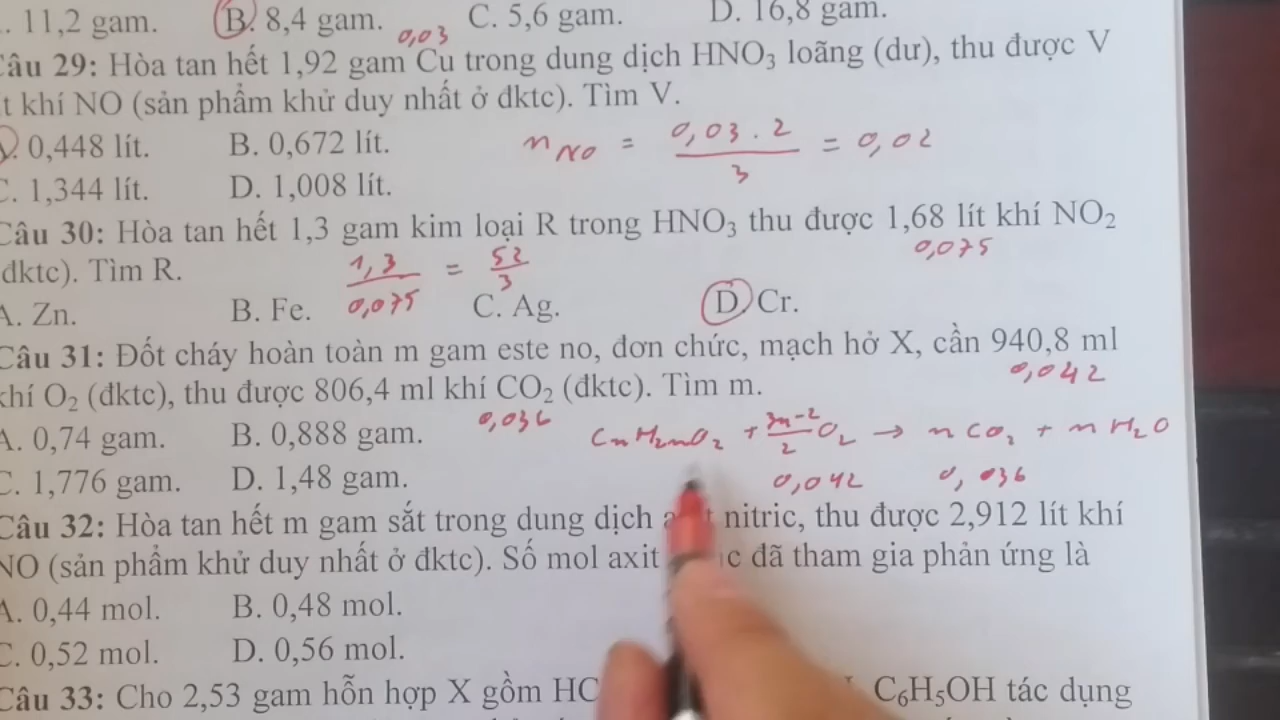 . 11,2 gam. B. 8,4 gam. C. 5,6 gam. D. 16,8 gam.
0,03
Câu 29: Hòa tan hết 1,92 gam Cu trong dung dịch HNO₃ loãng (dư), thu được V
t khí NO (sản phẩm khử duy nhất ở đktc). Tìm V.
A. 0,448 lít. B. 0,672 lít.
n NO = 0,03 . 2 / 3 = 0,02
C. 1,344 lít. D. 1,008 lít.
Câu 30: Hòa tan hết 1,3 gam kim loại R trong HNO₃ thu được 1,68 lít khí NO₂
0,075
đktc). Tìm R.
1,3 / 0,075 = 52 / 3
A. Zn. B. Fe. C. Ag. D Cr.
Câu 31: Đốt cháy hoàn toàn m gam este no, đơn chức, mạch hở X, cần 940,8 ml
0,042
khí O₂ (đktc), thu được 806,4 ml khí CO₂ (đktc). Tìm m.
0,036
A. 0,74 gam. B. 0,888 gam.
CnH2nO2 + 3n-2 / 2 O2 → n CO2 + n H2O
0,042 0,036
C. 1,776 gam. D. 1,48 gam.
Câu 32: Hòa tan hết m gam sắt trong dung dịch nitric, thu được 2,912 lít khí
NO (sản phẩm khử duy nhất ở đktc). Số mol axit đã tham gia phản ứng là
A. 0,44 mol. B. 0,48 mol.
C. 0,52 mol. D. 0,56 mol.
Câu 33: Cho 2,53 gam hỗn hợp X gồm HC C₆H₅OH tác dụng